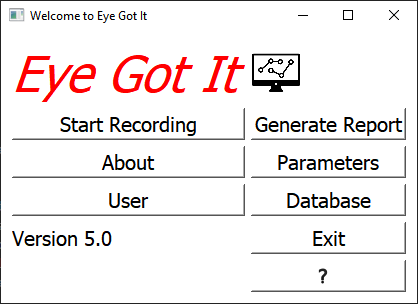 Welcome to Eye Got It
Eye Got It
Start Recording
Generate Report
About
Parameters
User
Database
Version 5.0
Exit
?